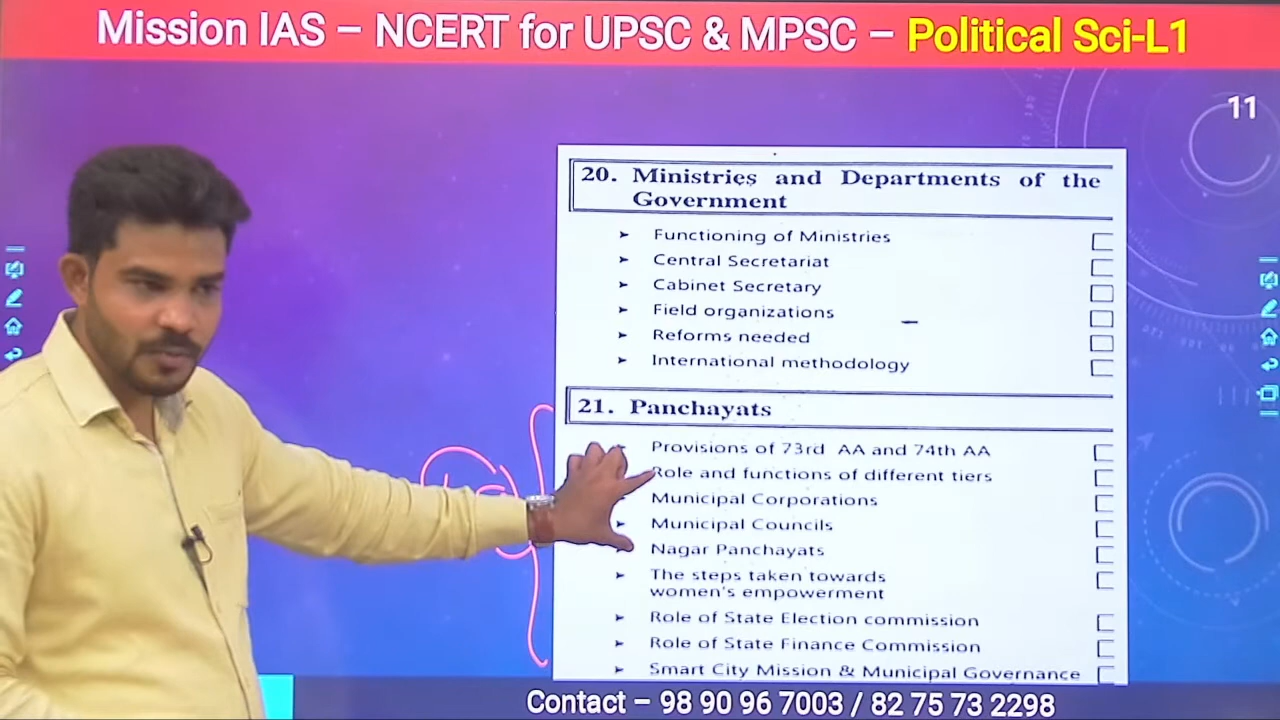 Mission IAS – NCERT for UPSC & MPSC – Political Sci-L1
11
20. Ministries and Departments of the
Government
➤ Functioning of Ministries
➤ Central Secretariat
➤ Cabinet Secretary
➤ Field organizations
➤ Reforms needed
➤ International methodology
21. Panchayats
Provisions of 73rd AA and 74th AA
Role and functions of different tiers
Municipal Corporations
➤ Municipal Councils
➤ Nagar Panchayats
➤ The steps taken towards
women's empowerment
➤ Role of State Election commission
➤ Role of State Finance Commission
➤ Smart City Mission & Municipal Governance
Contact – 98 90 96 7003 / 82 75 73 2298